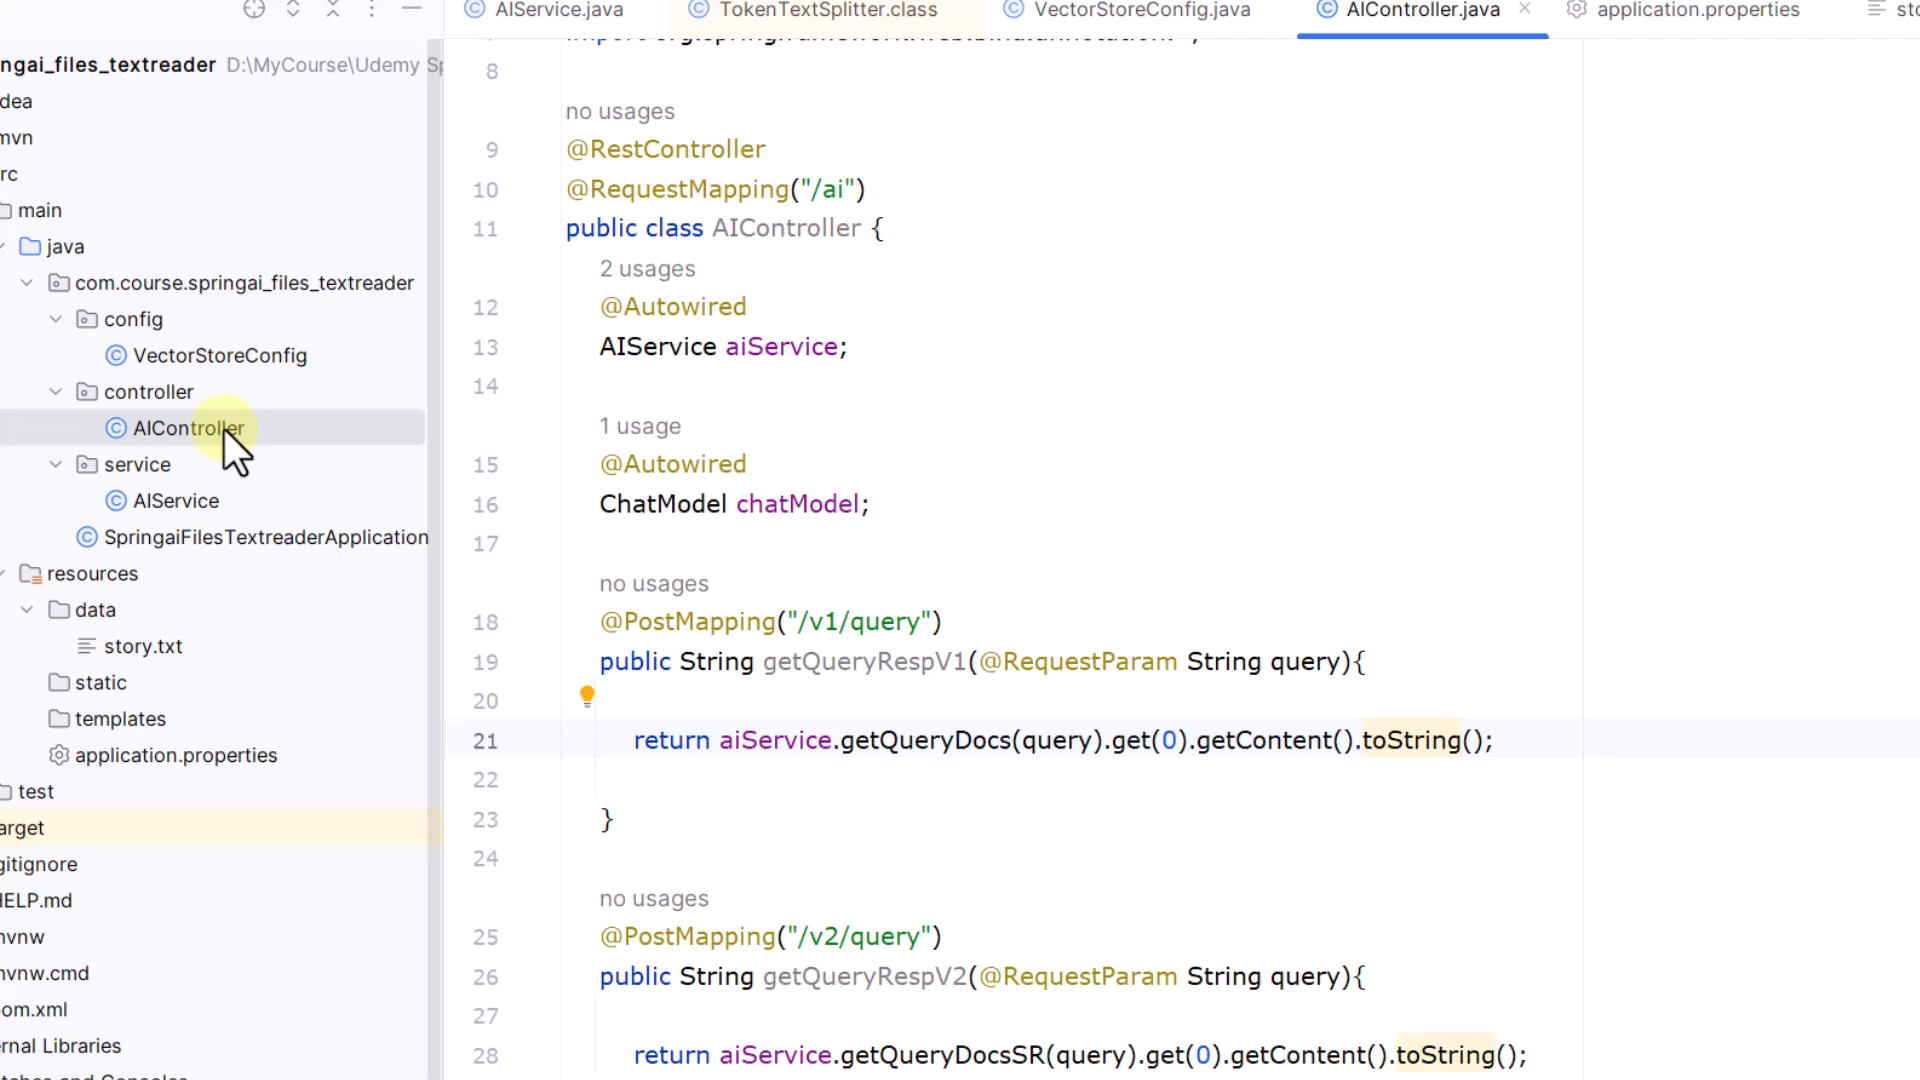 AIService.java
TokenTextSplitter.class
VectorStoreConfig.java
AIController.java
application.properties
ngai_files_textreader D:\MyCourse\Udemy
dea
mvn
rc
main
java
com.course.springai_files_textreader
config
VectorStoreConfig
controller
AIController
service
AIService
SpringaiFilesTextreaderApplication
resources
data
story.txt
static
templates
application.properties
test
arget
gitignore
HELP.md
mvnw
mvnw.cmd
om.xml
rnal Libraries
8
no usages
9 @RestController
10 @RequestMapping("/ai")
11 public class AIController {
2 usages
12 @Autowired
13 AIService aiService;
14
1 usage
15 @Autowired
16 ChatModel chatModel;
17
no usages
18 @PostMapping("/v1/query")
19 public String getQueryRespV1(@RequestParam String query){
20
21 return aiService.getQueryDocs(query).get(0).getContent().toString();
22
23 }
24
no usages
25 @PostMapping("/v2/query")
26 public String getQueryRespV2(@RequestParam String query){
27
28 return aiService.getQueryDocsSR(query).get(0).getContent().toString();